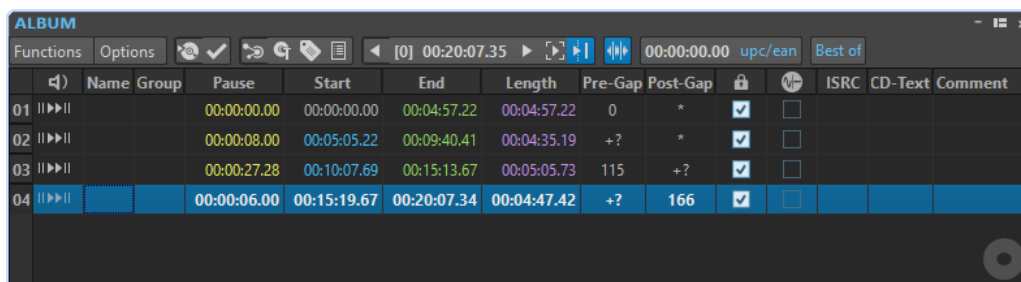 ALBUM
Functions Options [0] 00:20:07.35 00:00:00.00 upc/ean Best of
Name Group Pause Start End Length Pre-Gap Post-Gap ISRC CD-Text Comment
01 00:00:00.00 00:00:00.00 00:04:57.22 00:04:57.22 0 *
02 00:00:08.00 00:05:05.22 00:09:40.41 00:04:35.19 +? *
03 00:00:27.28 00:10:07.69 00:15:13.67 00:05:05.73 115 +?
04 00:00:06.00 00:15:19.67 00:20:07.34 00:04:47.42 +? 166